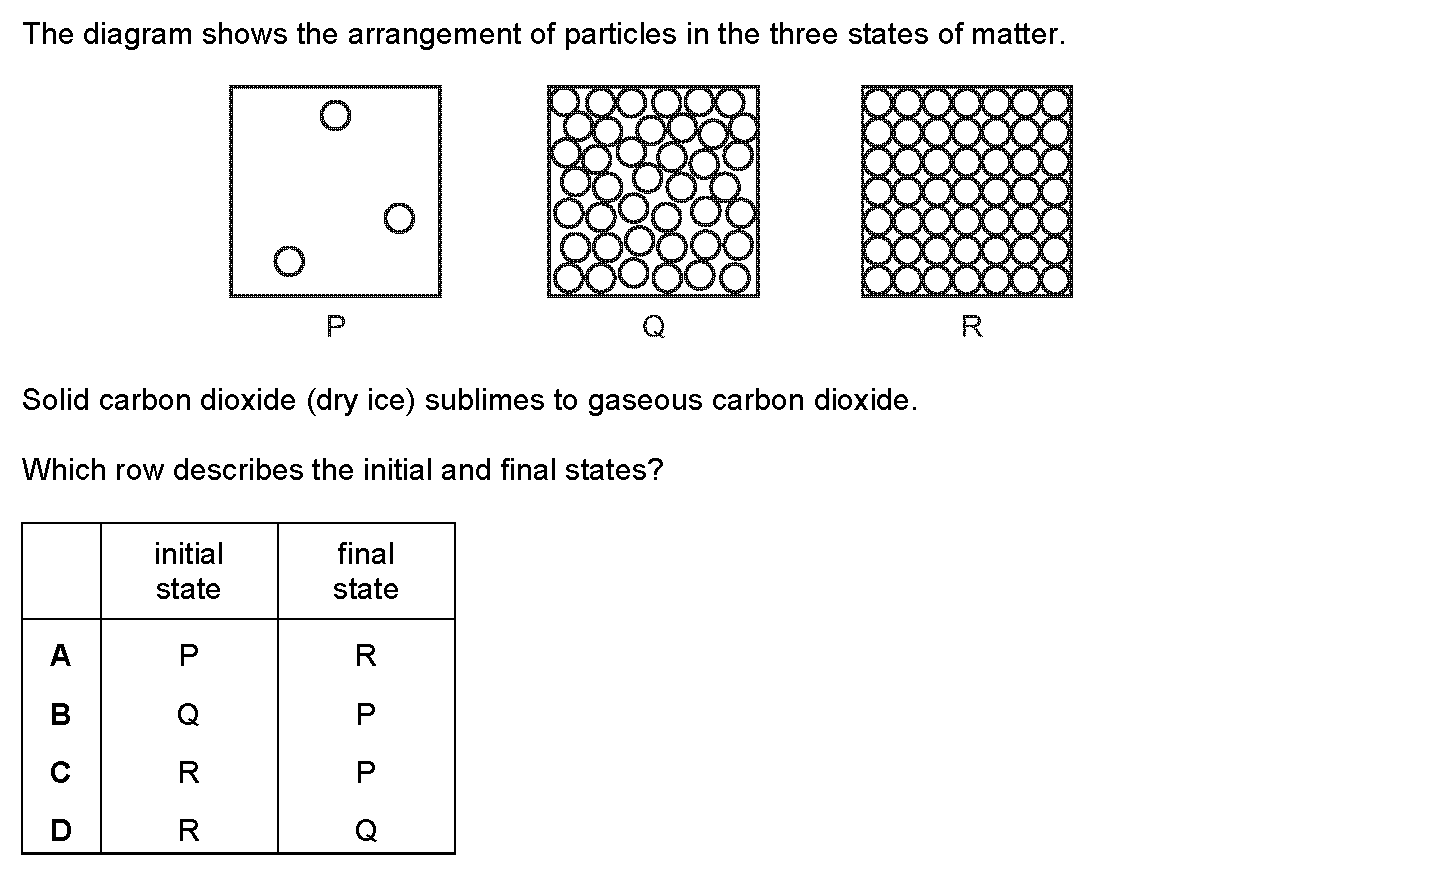 The diagram shows the arrangement of particles in the three states of matter.
P Q R
Solid carbon dioxide (dry ice) sublimes to gaseous carbon dioxide.
Which row describes the initial and final states?
initial final
state state
A P R
B Q P
C R P
D R Q